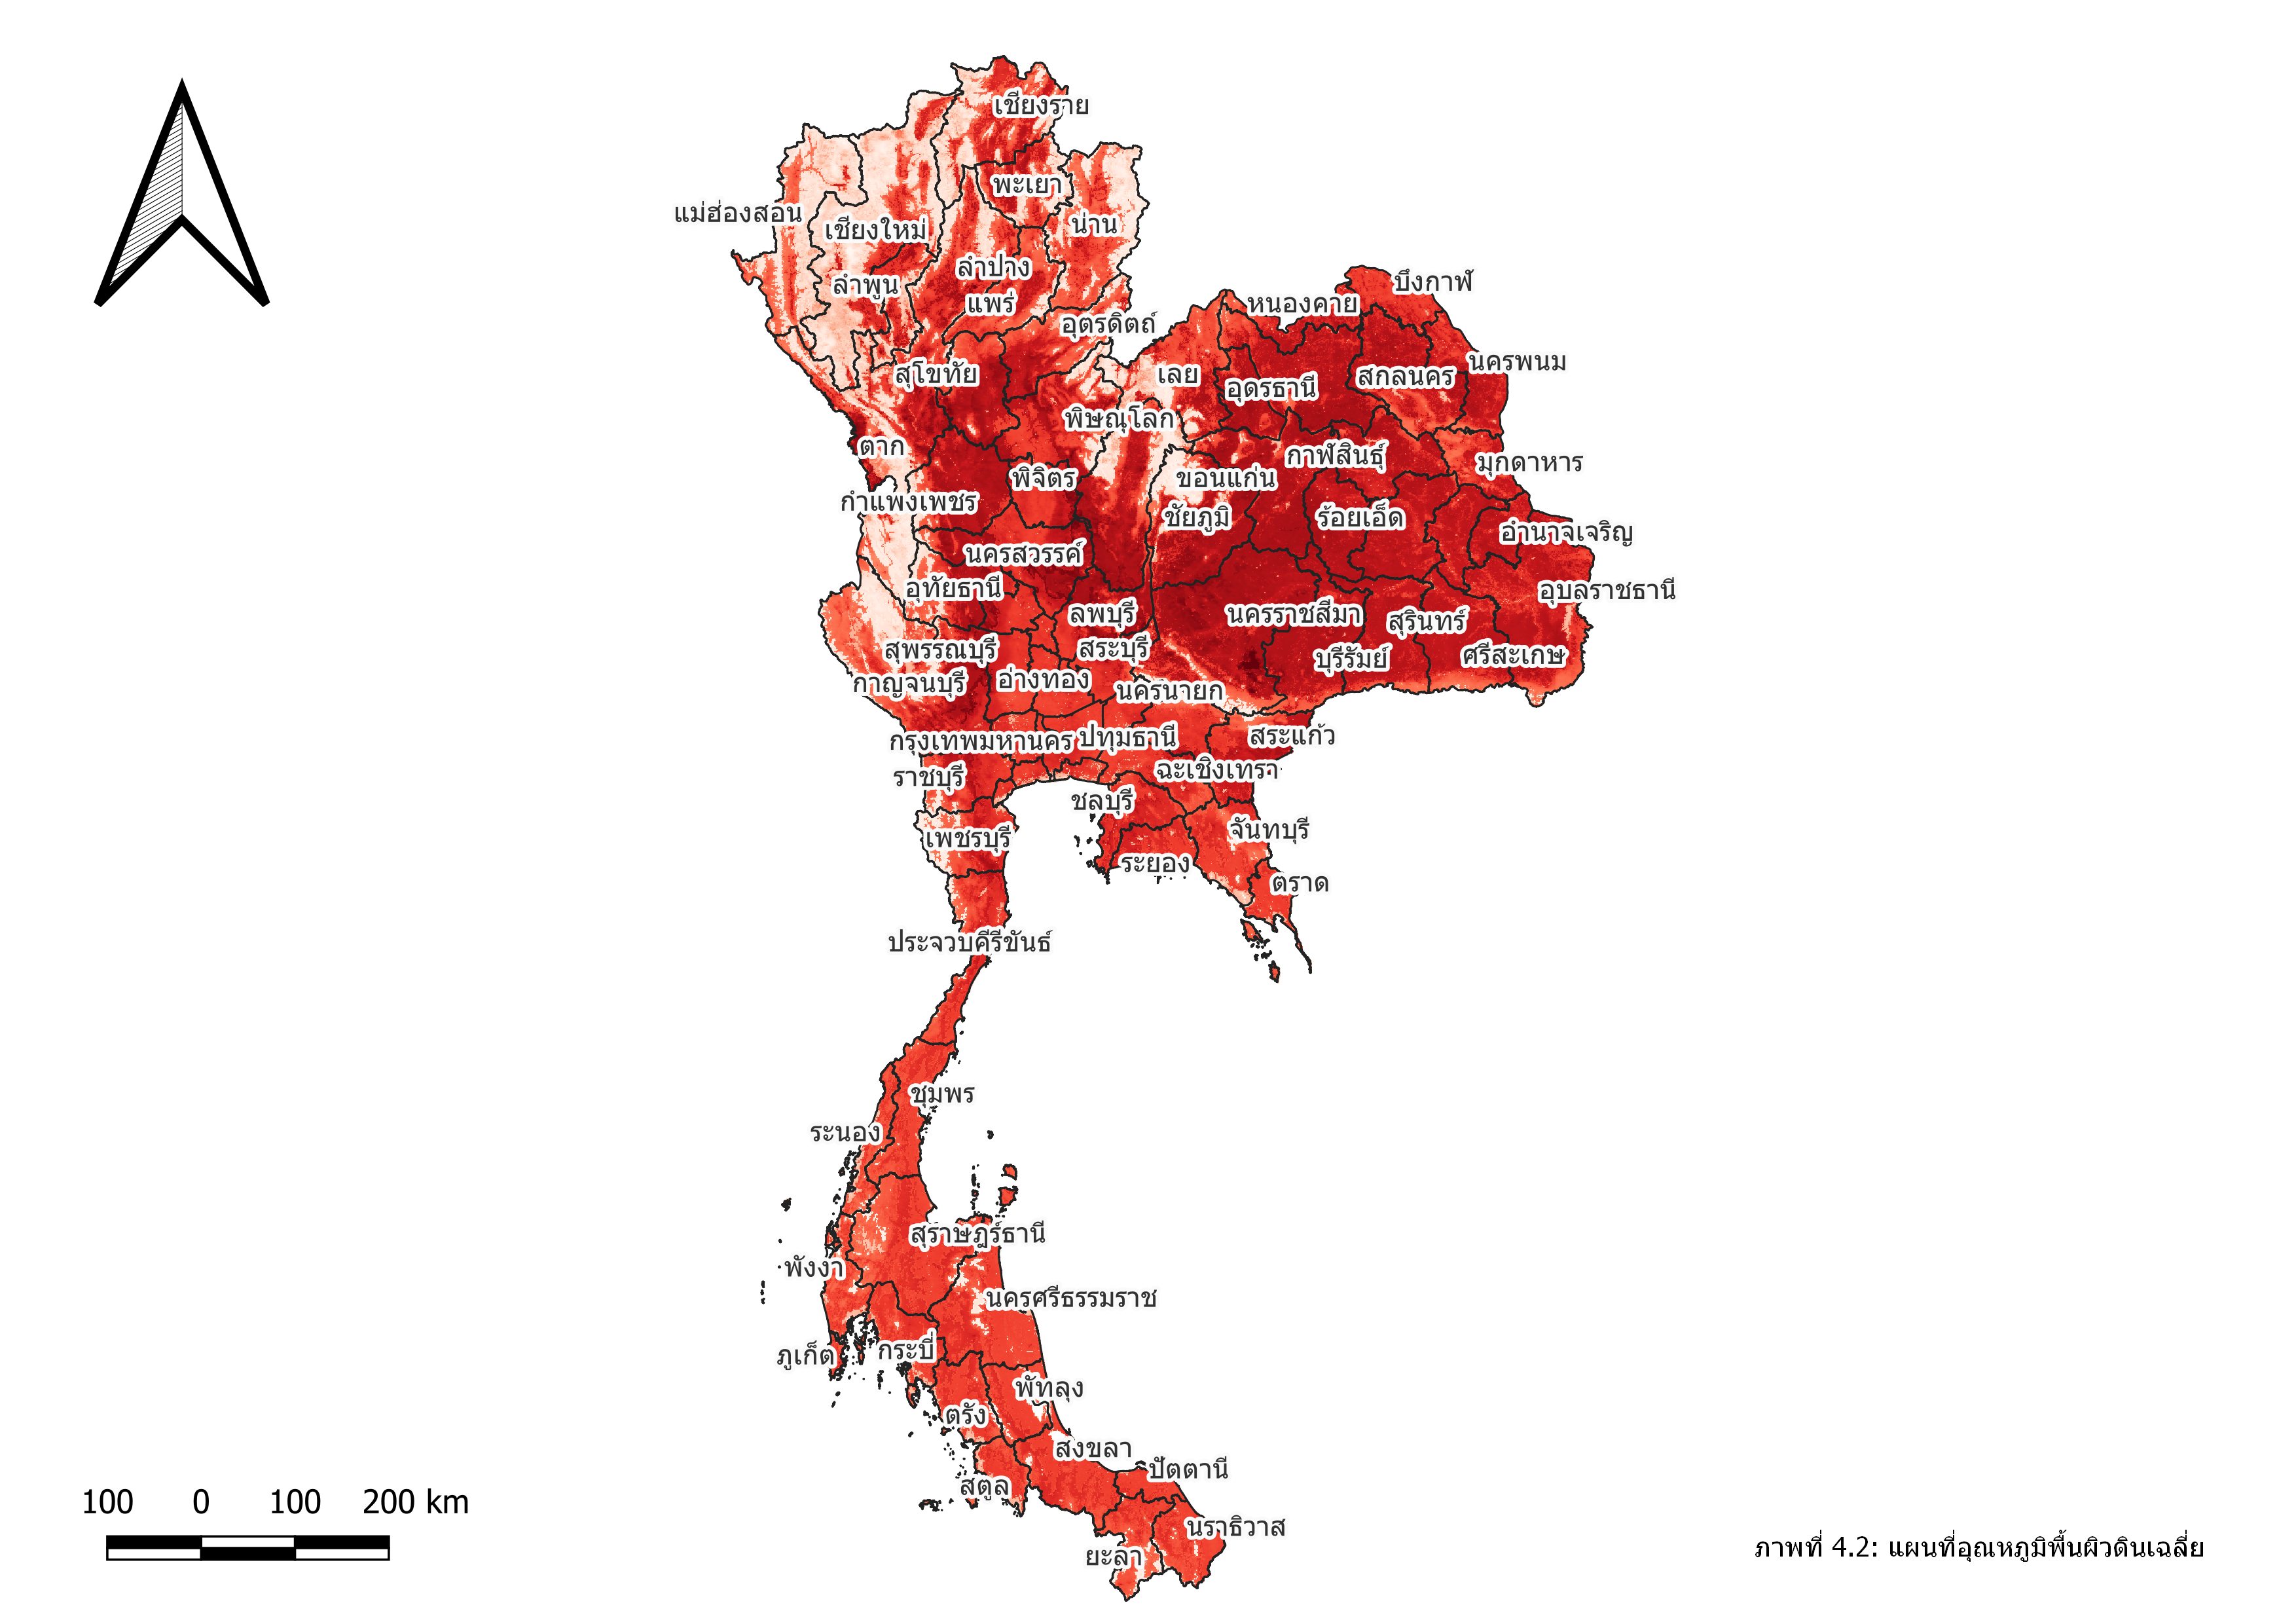 เชียงราย
พะเยา
แม่ฮ่องสอน
น่าน
เชียงใหม่
ลำปาง
ลำพูน
แพร่
บึงกาฬ
หนองคาย
อุตรดิตถ์
นครพนม
สุโขทัย
เลย
อุดรธานี
สกลนคร
พิษณุโลก
ตาก
กาฬสินธุ์
มุกดาหาร
พิจิตร
ขอนแก่น
กำแพงเพชร
ชัยภูมิ
ร้อยเอ็ด
อำนาจเจริญ
นครสวรรค์
อุทัยธานี
อุบลราชธานี
ลพบุรี
นครราชสีมา
สุรินทร์
สุพรรณบุรี
สระบุรี
บุรีรัมย์
ศรีสะเกษ
กาญจนบุรี
อ่างทอง
นครนายก
กรุงเทพมหานคร
ปทุมธานี
สระแก้ว
ราชบุรี
ฉะเชิงเทรา
ชลบุรี
เพชรบุรี
จันทบุรี
ระยอง
ตราด
ประจวบคีรีขันธ์
ชุมพร
ระนอง
สุราษฎร์ธานี
พังงา
นครศรีธรรมราช
ภูเก็ต
กระบี่
พัทลุง
ตรัง
สงขลา
ปัตตานี
สตูล
นราธิวาส
ยะลา
100 0 100 200 km
ภาพที่ 4.2: แผนที่อุณหภูมิพื้นผิวดินเฉลี่ย